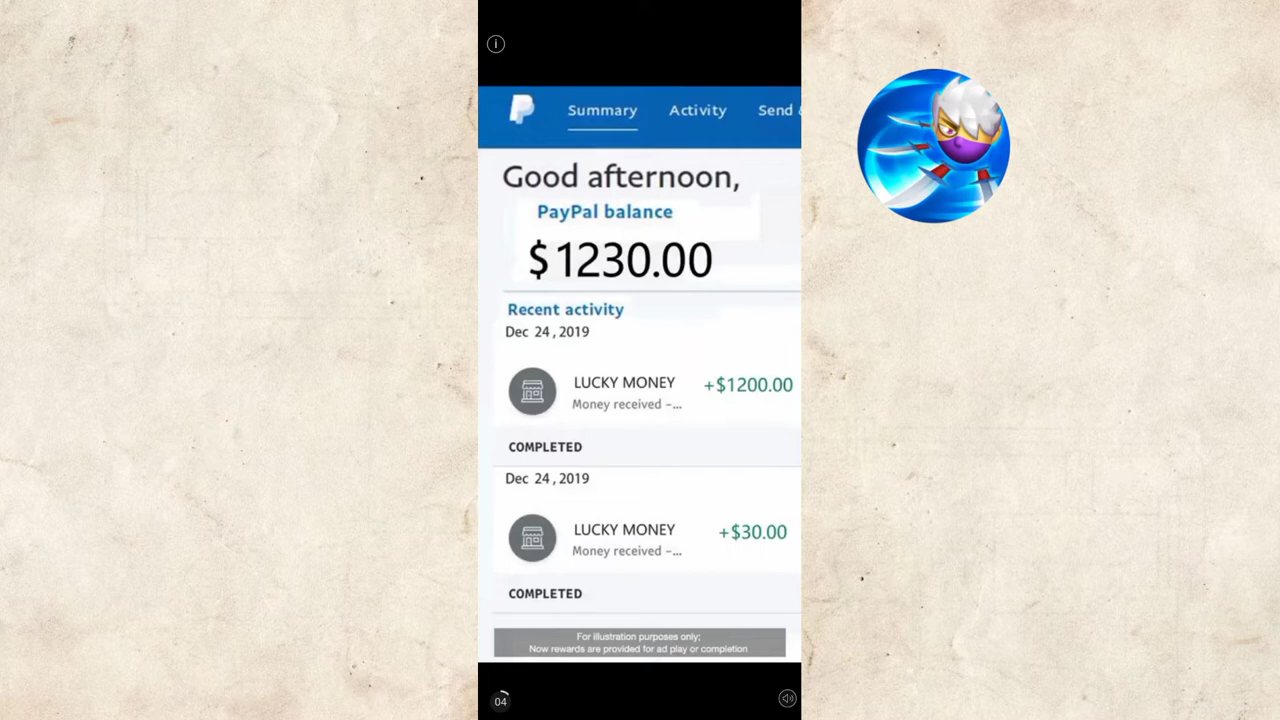 Summary Activity Send
Good afternoon,
PayPal balance
$1230.00
Recent activity
Dec 24, 2019
LUCKY MONEY +$1200.00
Money received –...
COMPLETED
Dec 24, 2019
LUCKY MONEY +$30.00
Money received –...
COMPLETED
For illustration purposes only;
Now rewards are provided for ad play or completion
04